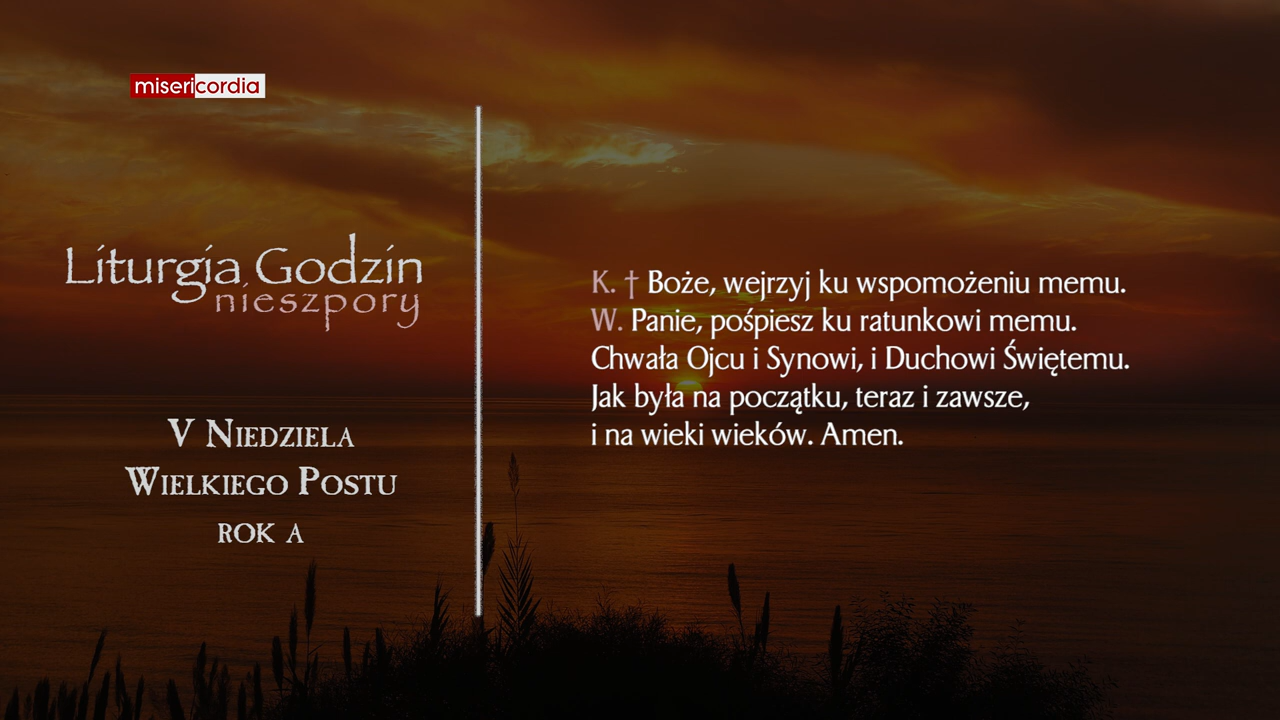 misericordia
Liturgia Godzin
nieszpory
V Niedziela
Wielkiego Postu
rok a
K. † Boże, wejrzyj ku wspomożeniu memu.
W. Panie, pośpiesz ku ratunkowi memu.
Chwała Ojcu i Synowi, i Duchowi Świętemu.
Jak była na początku, teraz i zawsze,
i na wieki wieków. Amen.